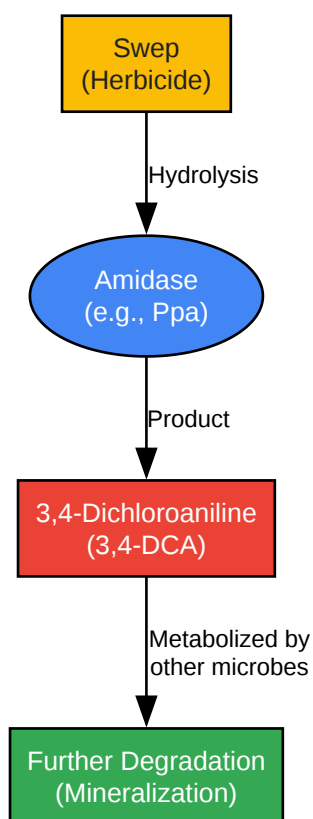 Swep
(Herbicide)
Hydrolysis
Amidase
(e.g., Ppa)
Product
3,4-Dichloroaniline
(3,4-DCA)
Metabolized by
other microbes
Further Degradation
(Mineralization)